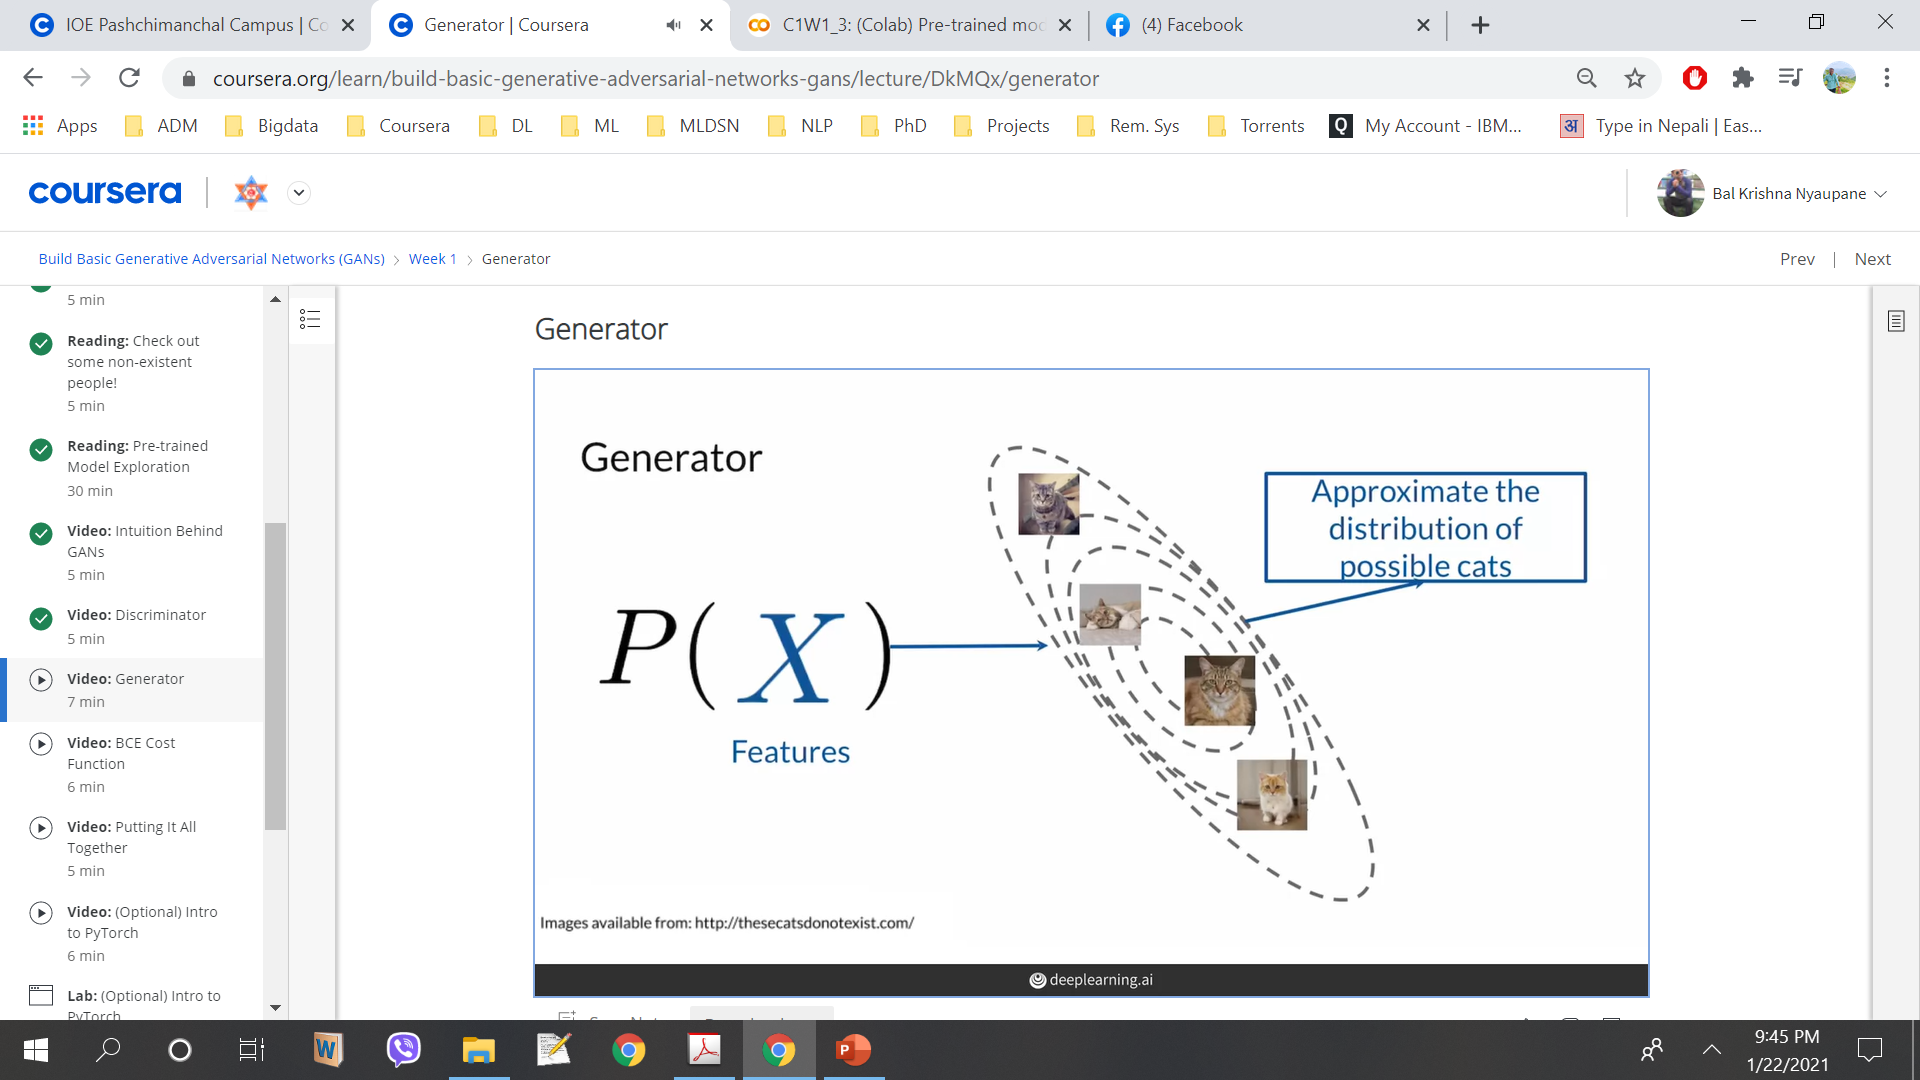 IOE Pashchimanchal Campus | Co
Generator | Coursera
C1W1_3: (Colab) Pre-trained mod
(4) Facebook
coursera.org/learn/build-basic-generative-adversarial-networks-gans/lecture/DkMQx/generator
Apps
ADM
Bigdata
Coursera
DL
ML
MLDSN
NLP
PhD
Projects
Rem. Sys
Torrents
Q
My Account - IBM...
अ
Type in Nepali | Eas...
coursera
Bal Krishna Nyaupane
Build Basic Generative Adversarial Networks (GANs)
Week 1
Generator
Prev | Next
5 min
Reading: Check out
some non-existent
people!
5 min
Reading: Pre-trained
Model Exploration
30 min
Video: Intuition Behind
GANs
5 min
Video: Discriminator
5 min
Video: Generator
7 min
Video: BCE Cost
Function
6 min
Video: Putting It All
Together
5 min
Video: (Optional) Intro
to PyTorch
6 min
Lab: (Optional) Intro to
PyTorch
Generator
Generator
P(X)
Features
Approximate the
distribution of
possible cats
Images available from: http://thesecatsdonotexist.com/
deeplearning.ai
9:45 PM
1/22/2021